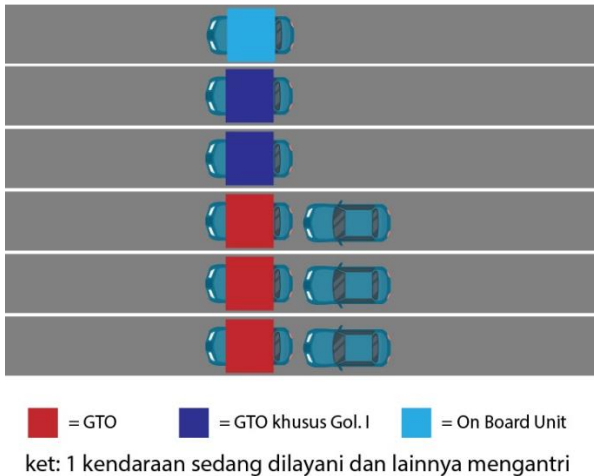 = GTO = GTO khusus Gol. I = On Board Unit
ket: 1 kendaraan sedang dilayani dan lainnya mengantri